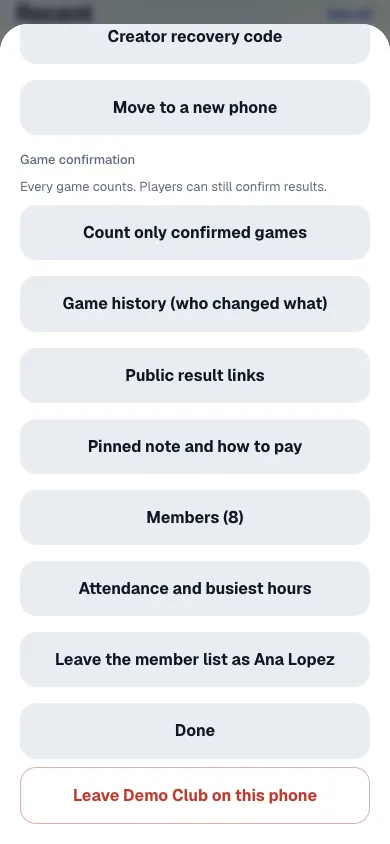 Recent
Creator recovery code
Move to a new phone
Game confirmation
Every game counts. Players can still confirm results.
Count only confirmed games
Game history (who changed what)
Public result links
Pinned note and how to pay
Members (8)
Attendance and busiest hours
Leave the member list as Ana Lopez
Done
Leave Demo Club on this phone